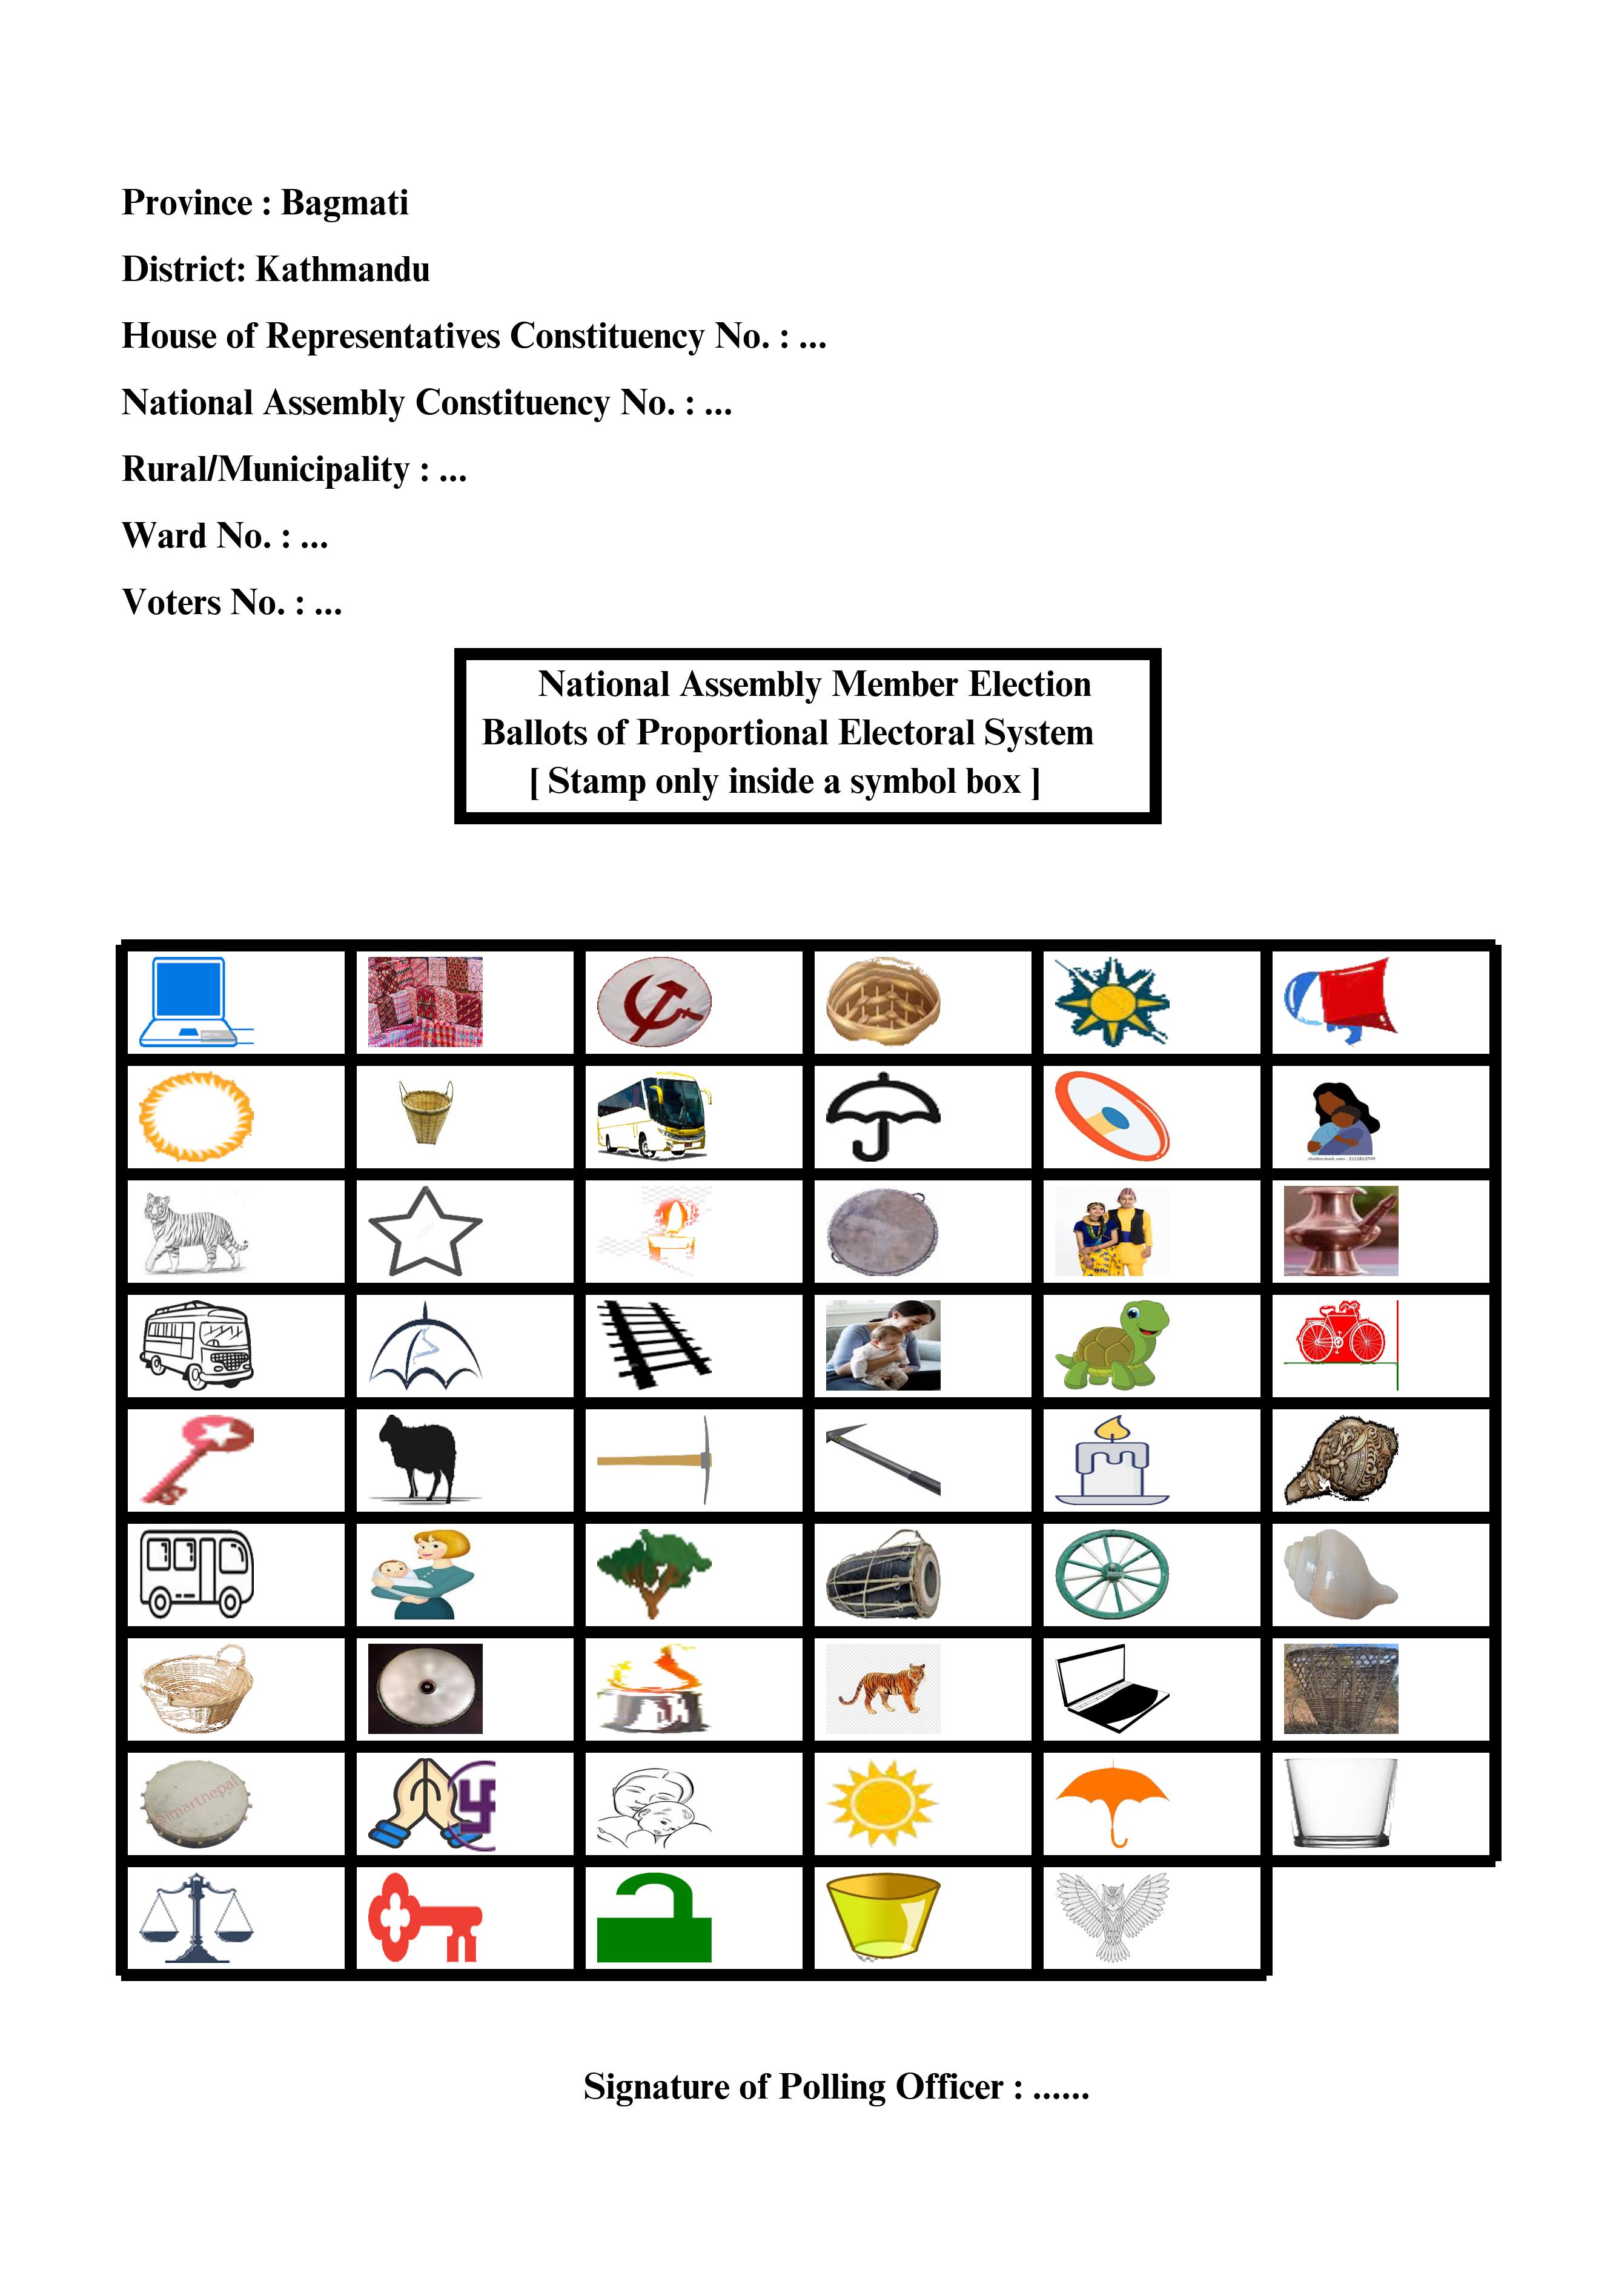 Province : Bagmati
District: Kathmandu
House of Representatives Constituency No. : ...
National Assembly Constituency No. : ...
Rural/Municipality : ...
Ward No. : ...
Voters No. : ...
National Assembly Member Election
Ballots of Proportional Electoral System
[ Stamp only inside a symbol box ]
Signature of Polling Officer : ......